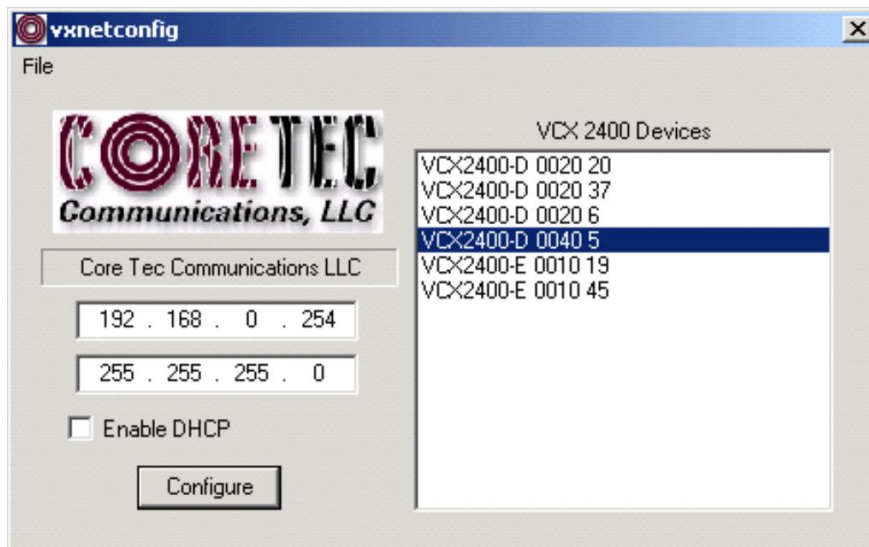 vxnetconfig
File
CORETEC
Communications, LLC
Core Tec Communications LLC
192 . 168 . 0 . 254
255 . 255 . 255 . 0
Enable DHCP
Configure
VCX 2400 Devices
VCX2400-D 0020 20
VCX2400-D 0020 37
VCX2400-D 0020 6
VCX2400-D 0040 5
VCX2400-E 0010 19
VCX2400-E 0010 45